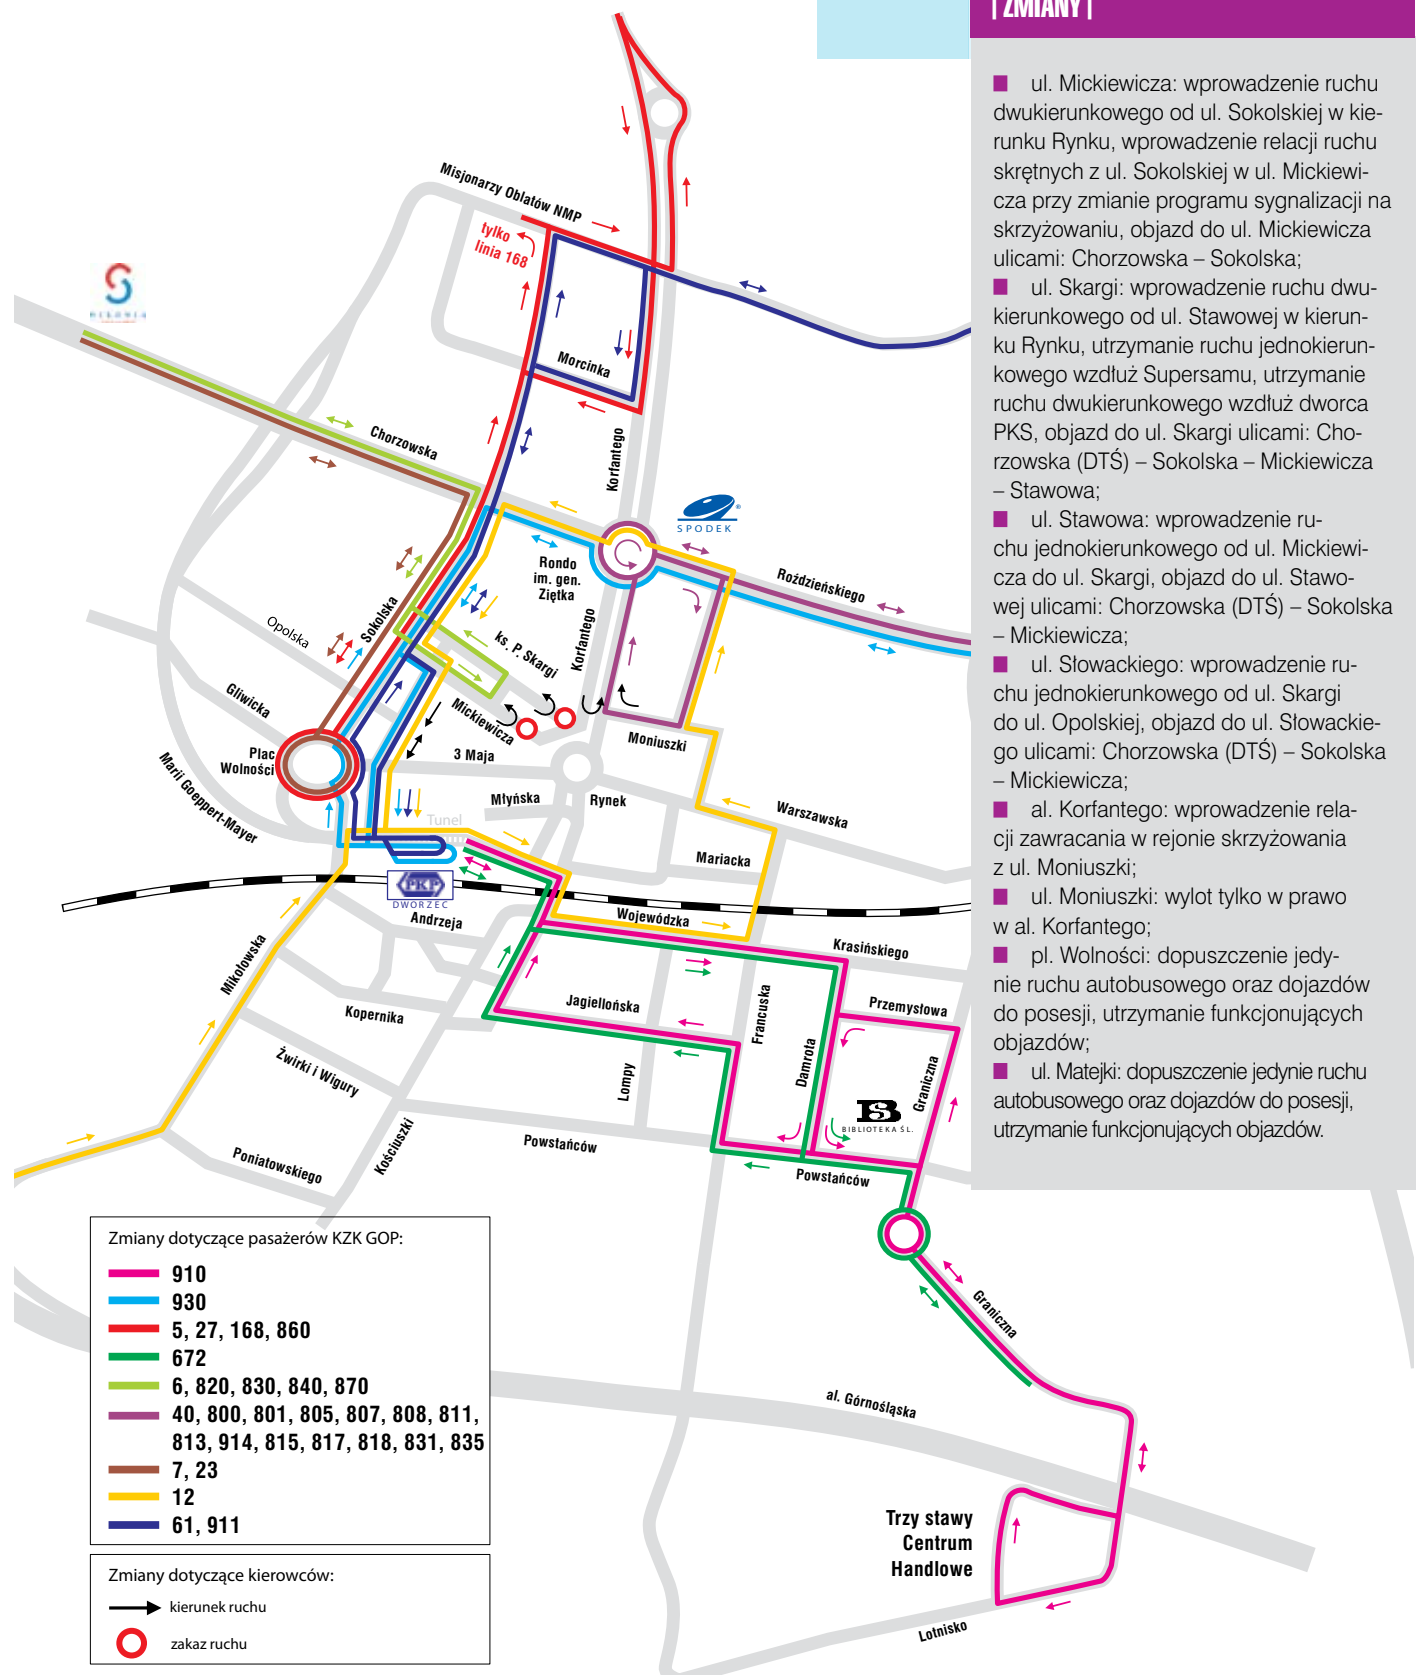 | ZMIANY |
ul. Mickiewicza: wprowadzenie ruchu
dwukierunkowego od ul. Sokolskiej w kie-
runku Rynku, wprowadzenie relacji ruchu
skrętnych z ul. Sokolskiej w ul. Mickiewi-
cza przy zmianie programu sygnalizacji na
skrzyżowaniu, objazd do ul. Mickiewicza
ulicami: Chorzowska – Sokolska;
ul. Skargi: wprowadzenie ruchu dwu-
kierunkowego od ul. Stawowej w kierun-
ku Rynku, utrzymanie ruchu jednokierun-
kowego wzdłuż Supersamu, utrzymanie
ruchu dwukierunkowego wzdłuż dworca
PKS, objazd do ul. Skargi ulicami: Cho-
rzowska (DTŚ) – Sokolska – Mickiewicza
– Stawowa;
ul. Stawowa: wprowadzenie ru-
chu jednokierunkowego od ul. Mickiewi-
cza do ul. Skargi, objazd do ul. Stawo-
wej ulicami: Chorzowska (DTŚ) – Sokolska
– Mickiewicza;
ul. Słowackiego: wprowadzenie ru-
chu jednokierunkowego od ul. Skargi
do ul. Opolskiej, objazd do ul. Słowackie-
go ulicami: Chorzowska (DTŚ) – Sokolska
– Mickiewicza;
al. Korfantego: wprowadzenie rela-
cji zawracania w rejonie skrzyżowania
z ul. Moniuszki;
ul. Moniuszki: wylot tylko w prawo
w al. Korfantego;
pl. Wolności: dopuszczenie jedy-
nie ruchu autobusowego oraz dojazdów
do posesji, utrzymanie funkcjonujących
objazdów;
ul. Matejki: dopuszczenie jedynie ruchu
autobusowego oraz dojazdów do posesji,
utrzymanie funkcjonujących objazdów.
Misjonarzy Oblatów NMP
tylko
linia 168
Morcinka
Chorzowska
Korfantego
SPODEK
Rondo
im. gen.
Ziętka
Roździeńskiego
Sokolska
Opolska
ks. P. Skargi
Korfantego
Gliwicka
Mickiewicza
Moniuszki
Plac
Wolności
3 Maja
Marii Goeppert-Mayer
Młyńska
Rynek
Warszawska
Tunel
Mariacka
PKP
DWORZEC
Andrzeja
Wojewódzka
Krasińskiego
Mikołowska
Kopernika
Jagiellońska
Francuska
Przemysłowa
Damrota
Graniczna
Żwirki i Wigury
Lompy
BS
BIBLIOTEKA ŚL.
Powstańców
Kościuszki
Poniatowskiego
Powstańców
Graniczna
al. Górnośląska
Trzy stawy
Centrum
Handlowe
Lotnisko
Zmiany dotyczące pasażerów KZK GOP:
910
930
5, 27, 168, 860
672
6, 820, 830, 840, 870
40, 800, 801, 805, 807, 808, 811,
813, 914, 815, 817, 818, 831, 835
7, 23
12
61, 911
Zmiany dotyczące kierowców:
kierunek ruchu
zakaz ruchu